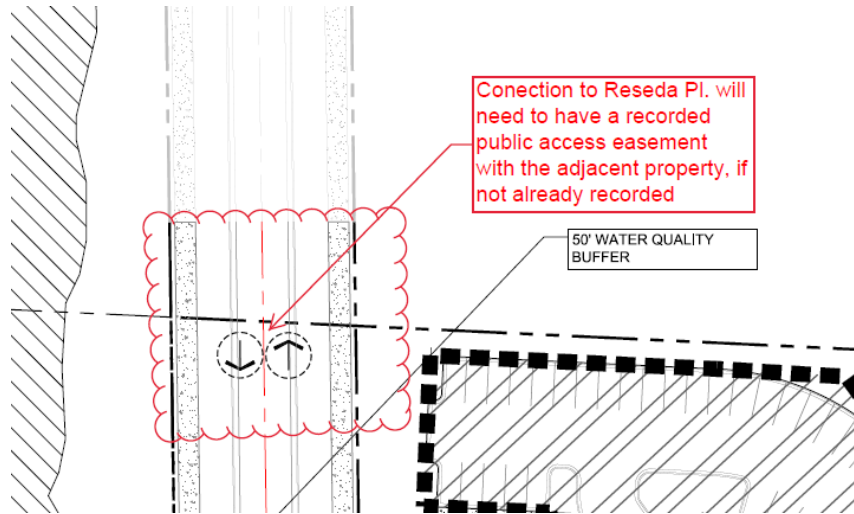 Conection to Reseda Pl. will
need to have a recorded
public access easement
with the adjacent property, if
not already recorded
50' WATER QUALITY
BUFFER